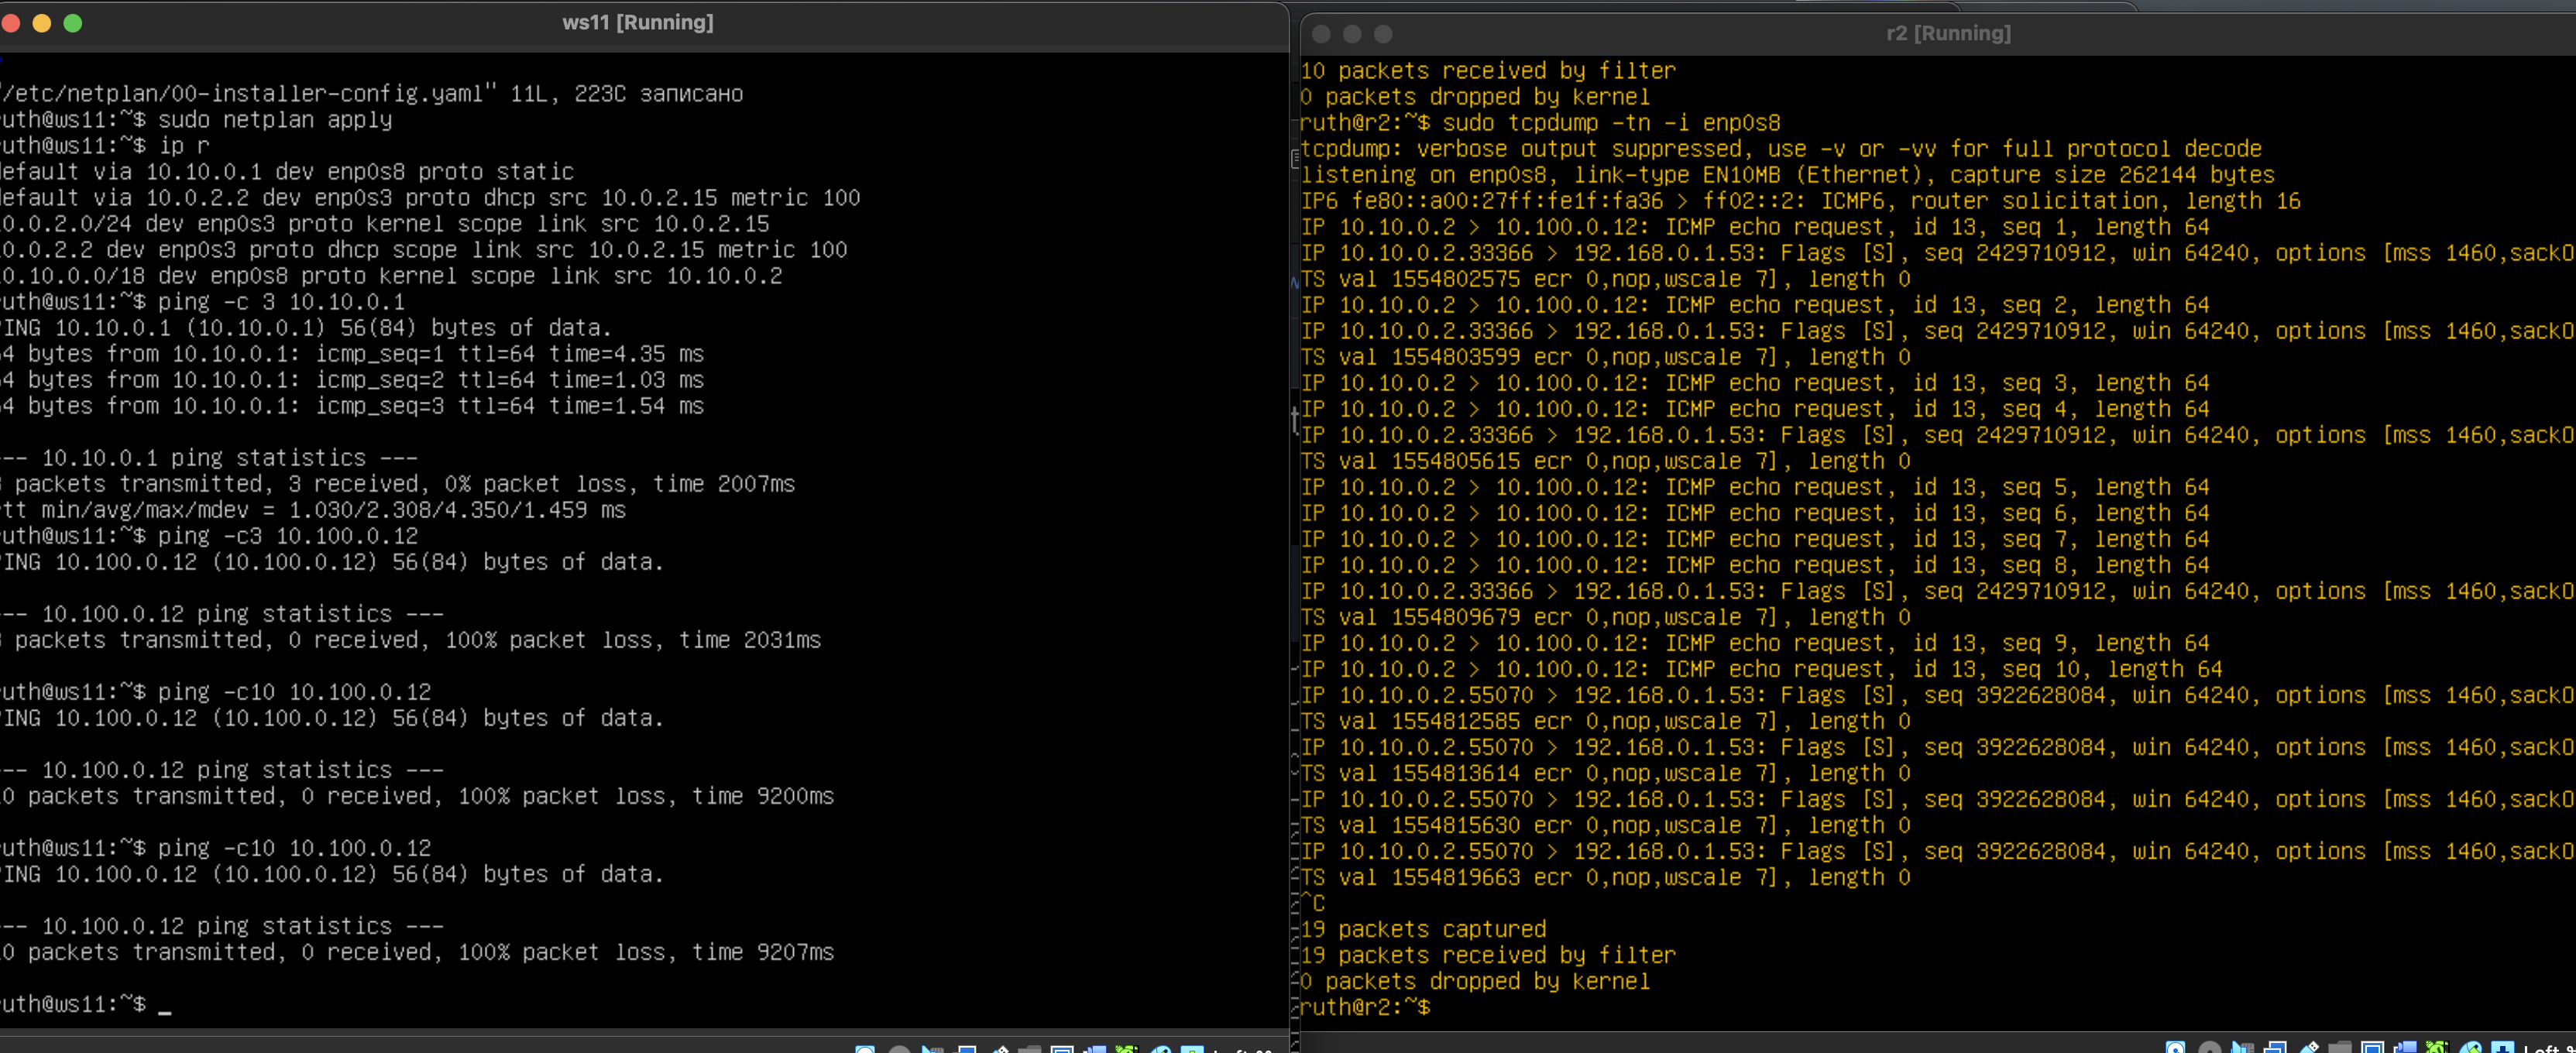 ws11 [Running]
"/etc/netplan/00-installer-config.yaml" 11L, 223C записано
ruth@ws11:~$ sudo netplan apply
ruth@ws11:~$ ip r
default via 10.10.0.1 dev enp0s8 proto static
default via 10.0.2.2 dev enp0s3 proto dhcp src 10.0.2.15 metric 100
10.0.2.0/24 dev enp0s3 proto kernel scope link src 10.0.2.15
10.0.2.2 dev enp0s3 proto dhcp scope link src 10.0.2.15 metric 100
10.10.0.0/18 dev enp0s8 proto kernel scope link src 10.10.0.2
ruth@ws11:~$ ping -c 3 10.10.0.1
PING 10.10.0.1 (10.10.0.1) 56(84) bytes of data.
64 bytes from 10.10.0.1: icmp_seq=1 ttl=64 time=4.35 ms
64 bytes from 10.10.0.1: icmp_seq=2 ttl=64 time=1.03 ms
64 bytes from 10.10.0.1: icmp_seq=3 ttl=64 time=1.54 ms
--- 10.10.0.1 ping statistics ---
3 packets transmitted, 3 received, 0% packet loss, time 2007ms
rtt min/avg/max/mdev = 1.030/2.308/4.350/1.459 ms
ruth@ws11:~$ ping -c3 10.100.0.12
PING 10.100.0.12 (10.100.0.12) 56(84) bytes of data.
--- 10.100.0.12 ping statistics ---
3 packets transmitted, 0 received, 100% packet loss, time 2031ms
ruth@ws11:~$ ping -c10 10.100.0.12
PING 10.100.0.12 (10.100.0.12) 56(84) bytes of data.
--- 10.100.0.12 ping statistics ---
10 packets transmitted, 0 received, 100% packet loss, time 9200ms
ruth@ws11:~$ ping -c10 10.100.0.12
PING 10.100.0.12 (10.100.0.12) 56(84) bytes of data.
--- 10.100.0.12 ping statistics ---
10 packets transmitted, 0 received, 100% packet loss, time 9207ms
ruth@ws11:~$ _
r2 [Running]
10 packets received by filter
0 packets dropped by kernel
ruth@r2:~$ sudo tcpdump -tn -i enp0s8
tcpdump: verbose output suppressed, use -v or -vv for full protocol decode
listening on enp0s8, link-type EN10MB (Ethernet), capture size 262144 bytes
IP6 fe80::a00:27ff:fe1f:fa36 > ff02::2: ICMP6, router solicitation, length 16
IP 10.10.0.2 > 10.100.0.12: ICMP echo request, id 13, seq 1, length 64
IP 10.10.0.2.33366 > 192.168.0.1.53: Flags [S], seq 2429710912, win 64240, options [mss 1460,sackO
TS val 1554802575 ecr 0,nop,wscale 7], length 0
IP 10.10.0.2 > 10.100.0.12: ICMP echo request, id 13, seq 2, length 64
IP 10.10.0.2.33366 > 192.168.0.1.53: Flags [S], seq 2429710912, win 64240, options [mss 1460,sackO
TS val 1554803599 ecr 0,nop,wscale 7], length 0
IP 10.10.0.2 > 10.100.0.12: ICMP echo request, id 13, seq 3, length 64
IP 10.10.0.2 > 10.100.0.12: ICMP echo request, id 13, seq 4, length 64
IP 10.10.0.2.33366 > 192.168.0.1.53: Flags [S], seq 2429710912, win 64240, options [mss 1460,sackO
TS val 1554805615 ecr 0,nop,wscale 7], length 0
IP 10.10.0.2 > 10.100.0.12: ICMP echo request, id 13, seq 5, length 64
IP 10.10.0.2 > 10.100.0.12: ICMP echo request, id 13, seq 6, length 64
IP 10.10.0.2 > 10.100.0.12: ICMP echo request, id 13, seq 7, length 64
IP 10.10.0.2 > 10.100.0.12: ICMP echo request, id 13, seq 8, length 64
IP 10.10.0.2.33366 > 192.168.0.1.53: Flags [S], seq 2429710912, win 64240, options [mss 1460,sackO
TS val 1554809679 ecr 0,nop,wscale 7], length 0
IP 10.10.0.2 > 10.100.0.12: ICMP echo request, id 13, seq 9, length 64
IP 10.10.0.2 > 10.100.0.12: ICMP echo request, id 13, seq 10, length 64
IP 10.10.0.2.55070 > 192.168.0.1.53: Flags [S], seq 3922628084, win 64240, options [mss 1460,sackO
TS val 1554812585 ecr 0,nop,wscale 7], length 0
IP 10.10.0.2.55070 > 192.168.0.1.53: Flags [S], seq 3922628084, win 64240, options [mss 1460,sackO
TS val 1554813614 ecr 0,nop,wscale 7], length 0
IP 10.10.0.2.55070 > 192.168.0.1.53: Flags [S], seq 3922628084, win 64240, options [mss 1460,sackO
TS val 1554815630 ecr 0,nop,wscale 7], length 0
IP 10.10.0.2.55070 > 192.168.0.1.53: Flags [S], seq 3922628084, win 64240, options [mss 1460,sackO
TS val 1554819663 ecr 0,nop,wscale 7], length 0
^C
19 packets captured
19 packets received by filter
0 packets dropped by kernel
ruth@r2:~$